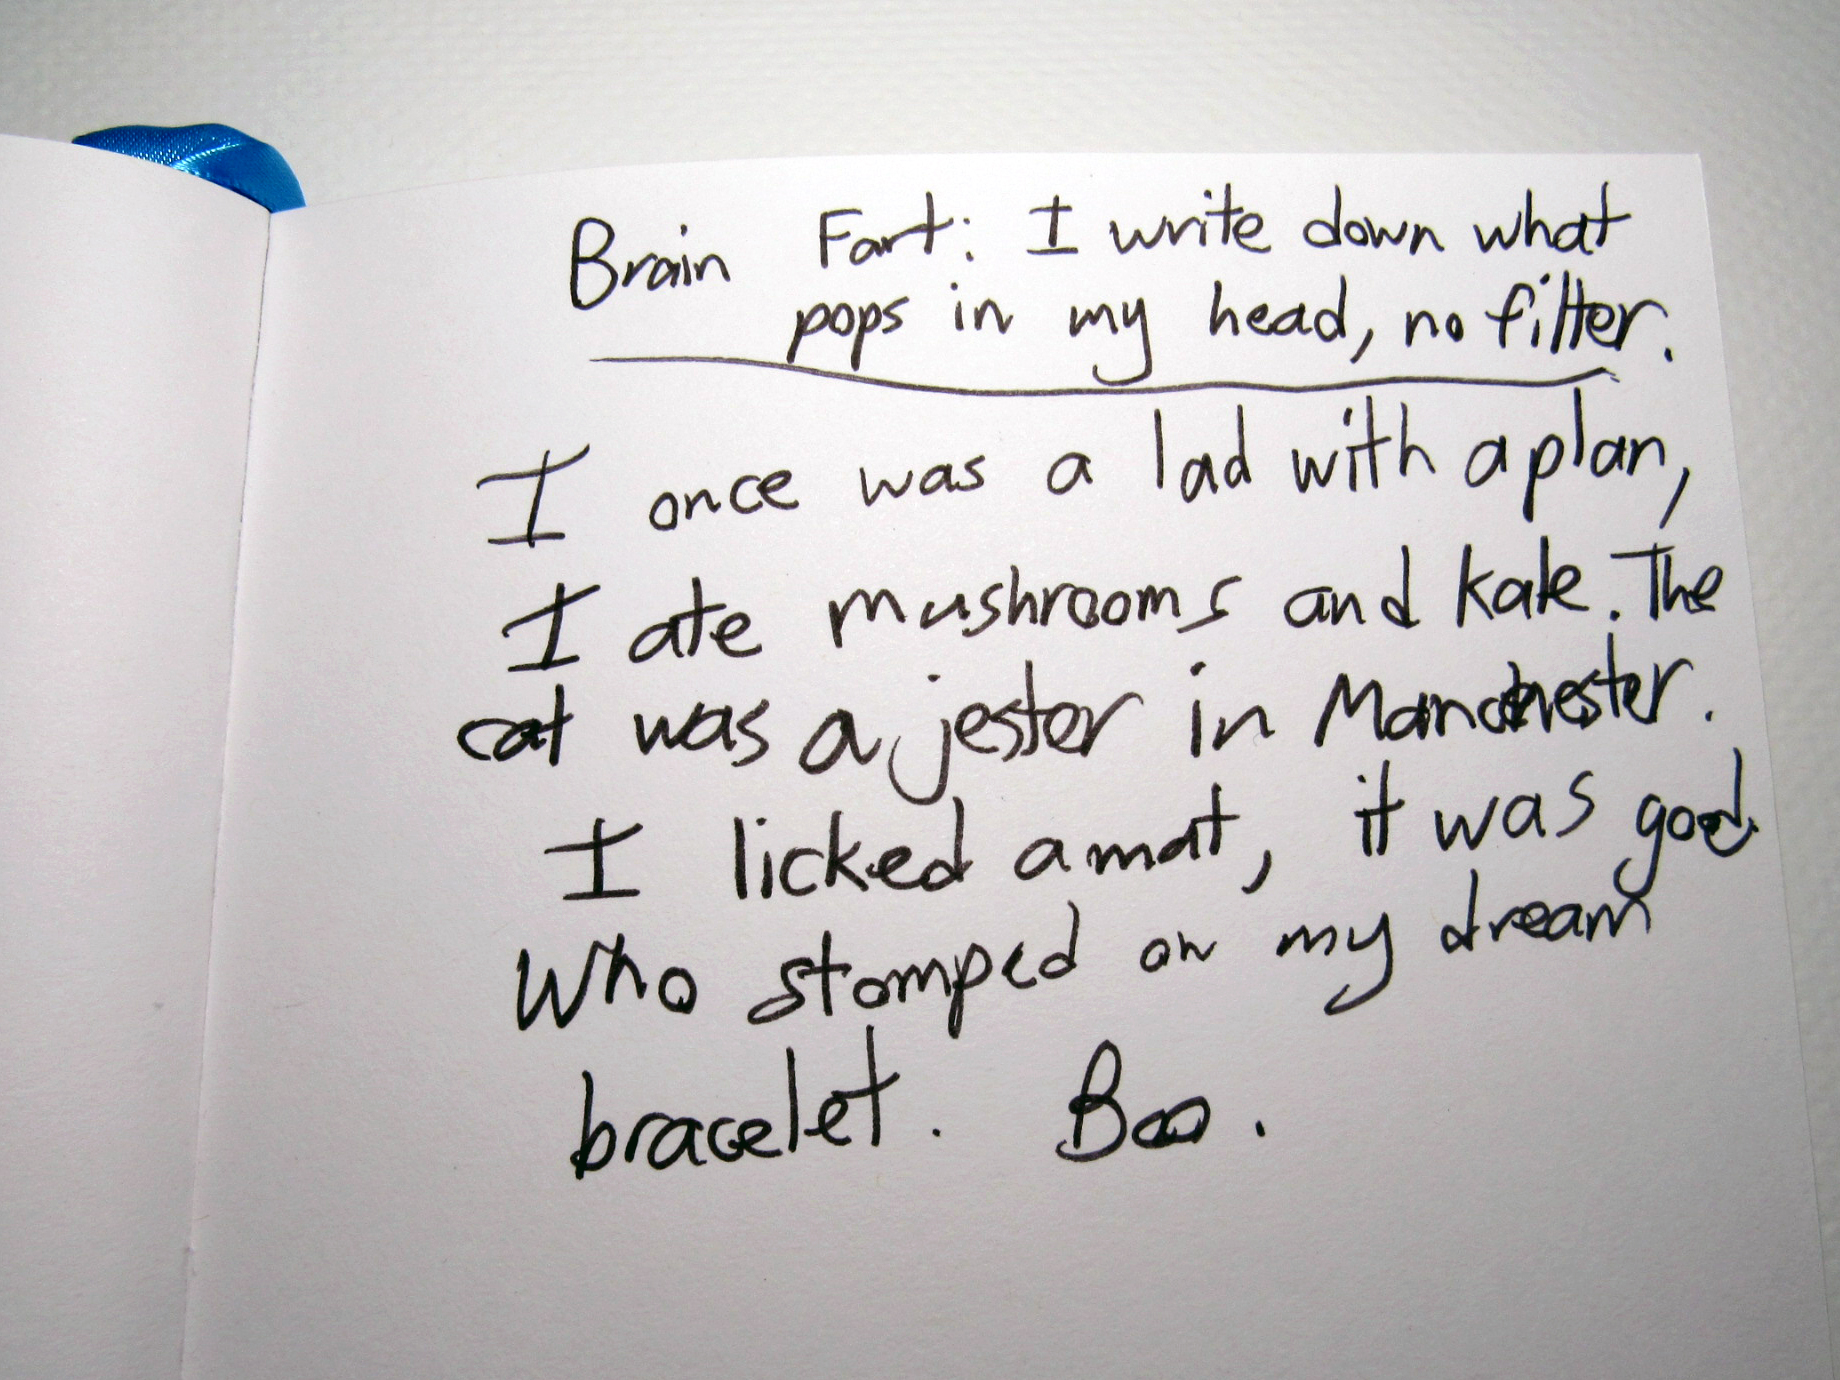 Brain Fart: I write down what
pops in my head, no filter.
I once was a lad with a plan,
I ate mushrooms and kale. The
cat was a jester in Manchester.
I licked a mat, it was good.
Who stomped on my dream
bracelet. Boo.